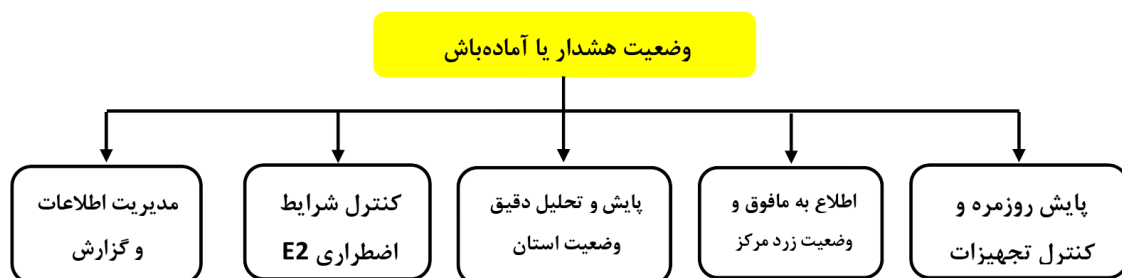 وضعیت هشدار یا آماده‌باش
پایش روزمره و
کنترل تجهیزات
اطلاع به مافوق و
وضعیت زرد مرکز
پایش و تحلیل دقیق
وضعیت استان
کنترل شرایط
اضطراری E2
مدیریت اطلاعات
و گزارش